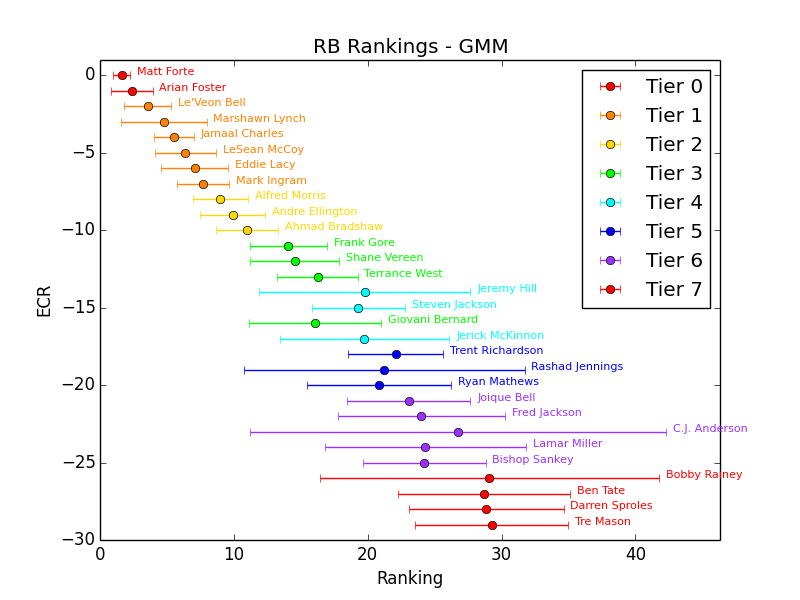 RB Rankings - GMM
Matt Forte
Arian Foster
Le'Veon Bell
Marshawn Lynch
Jamaal Charles
LeSean McCoy
Eddie Lacy
Mark Ingram
Alfred Morris
Andre Ellington
Ahmad Bradshaw
Frank Gore
Shane Vereen
Terrance West
Jeremy Hill
Steven Jackson
Giovani Bernard
Jerick McKinnon
Trent Richardson
Rashad Jennings
Ryan Mathews
Joique Bell
Fred Jackson
C.J. Anderson
Lamar Miller
Bishop Sankey
Bobby Rainey
Ben Tate
Darren Sproles
Tre Mason
Tier 0
Tier 1
Tier 2
Tier 3
Tier 4
Tier 5
Tier 6
Tier 7
ECR
0
−5
−10
−15
−20
−25
−30
0 10 20 30 40
Ranking